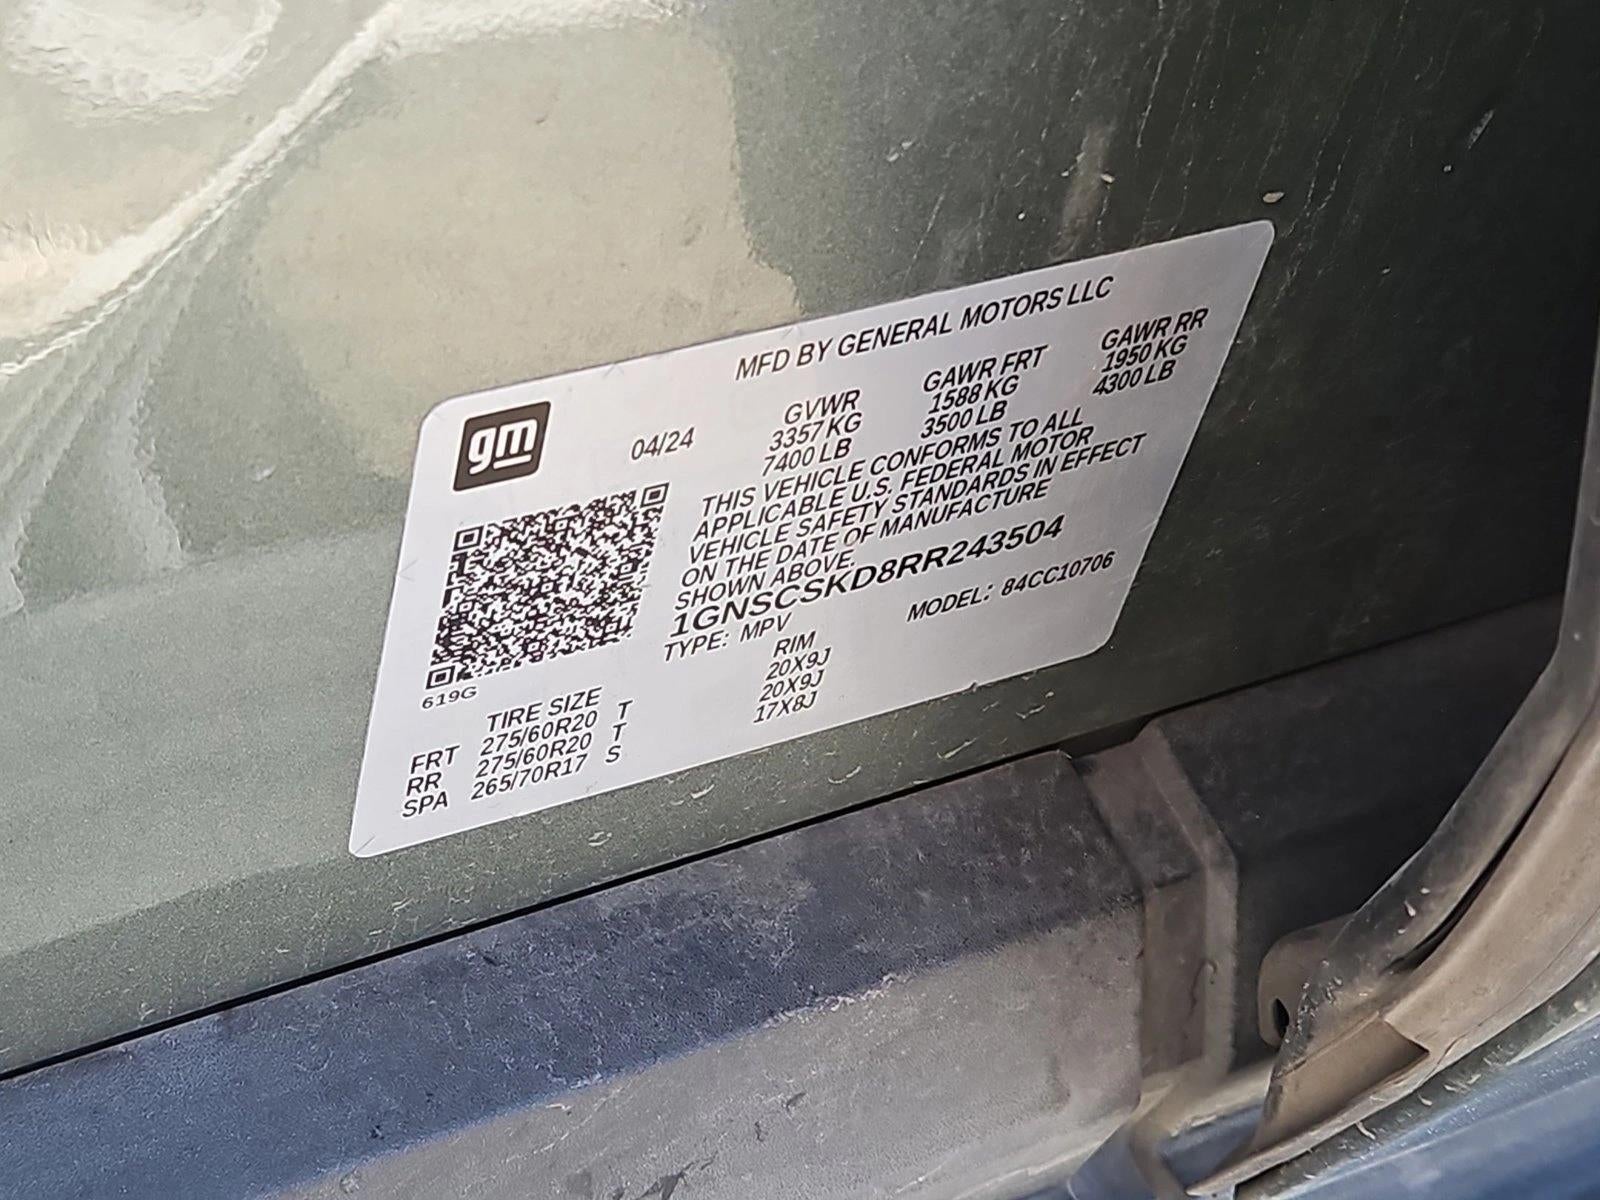 MFD BY GENERAL MOTORS LLC
gm
04/24
GVWR GAWR FRT GAWR RR
3357 KG 1588 KG 1950 KG
7400 LB 3500 LB 4300 LB
THIS VEHICLE CONFORMS TO ALL
APPLICABLE U.S. FEDERAL MOTOR
VEHICLE SAFETY STANDARDS IN EFFECT
ON THE DATE OF MANUFACTURE
SHOWN ABOVE.
1GNSCSKD8RR243504
TYPE: MPV MODEL: 84CC10706
619G
TIRE SIZE RIM
FRT 275/60R20 T 20X9J
RR 275/60R20 T 20X9J
SPA 265/70R17 S 17X8J